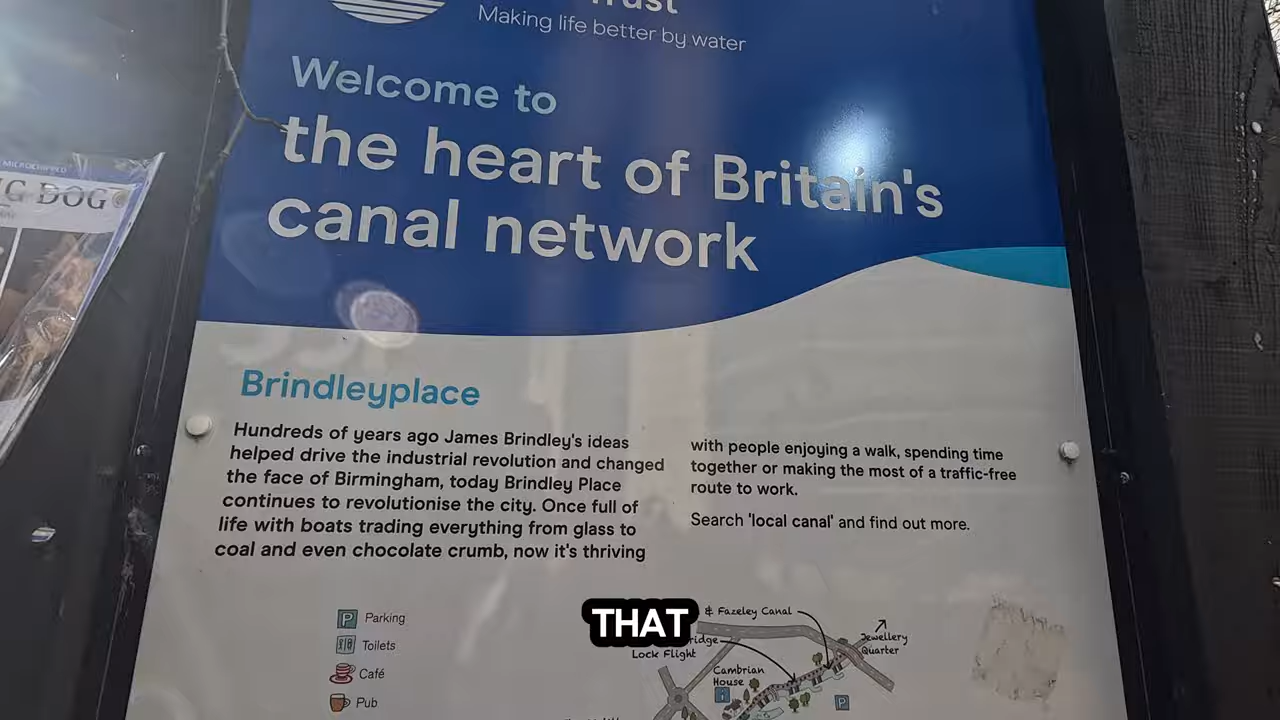 Trust
Making life better by water
Welcome to
the heart of Britain's
canal network
MICROCHIPPED
DOG
Brindleyplace
Hundreds of years ago James Brindley's ideas
helped drive the industrial revolution and changed
the face of Birmingham, today Brindley Place
continues to revolutionise the city. Once full of
life with boats trading everything from glass to
coal and even chocolate crumb, now it's thriving
with people enjoying a walk, spending time
together or making the most of a traffic-free
route to work.
Search 'local canal' and find out more.
P Parking
Toilets
Café
Pub
THAT
& Fazeley Canal
Lock Flight
Jewellery
Quarter
Cambrian
House
i
P